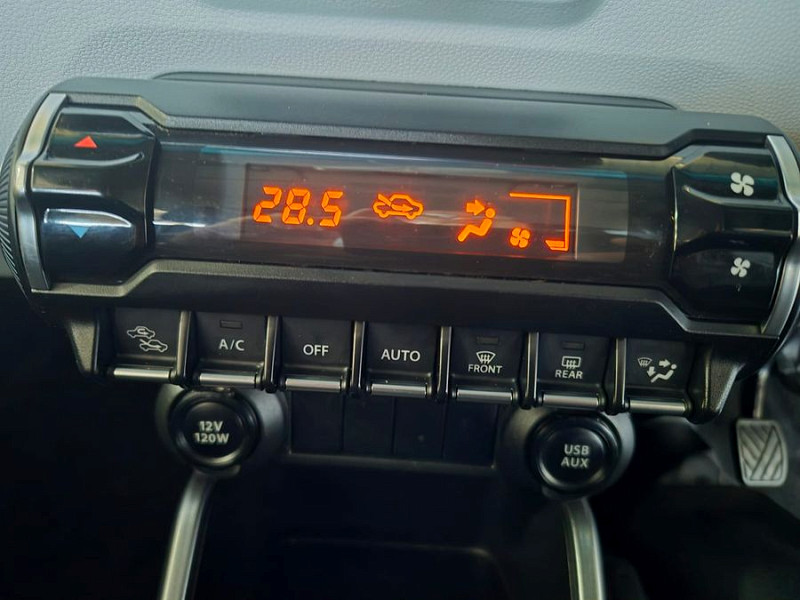 28.5
A/C
OFF
AUTO
FRONT
REAR
12V
120W
USB
AUX